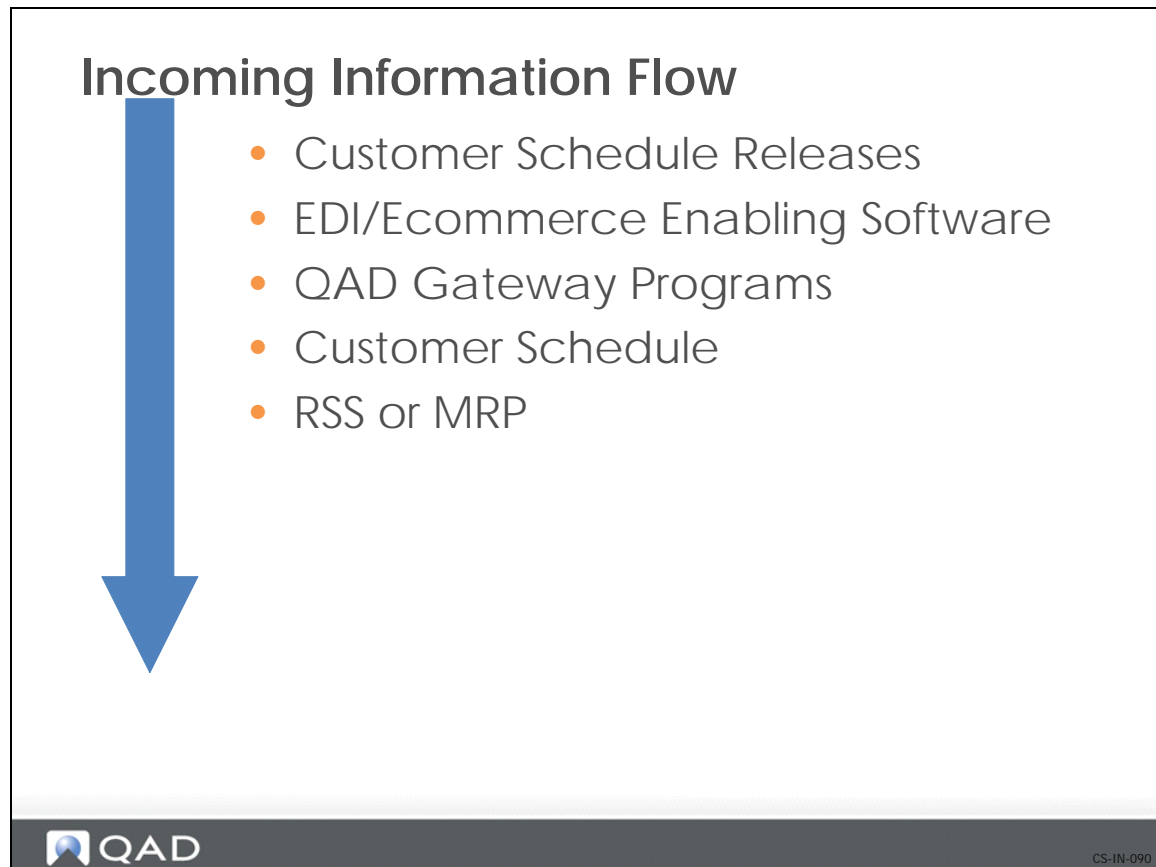 Incoming Information Flow
• Customer Schedule Releases
• EDI/Ecommerce Enabling Software
• QAD Gateway Programs
• Customer Schedule
• RSS or MRP
QAD
CS-IN-090